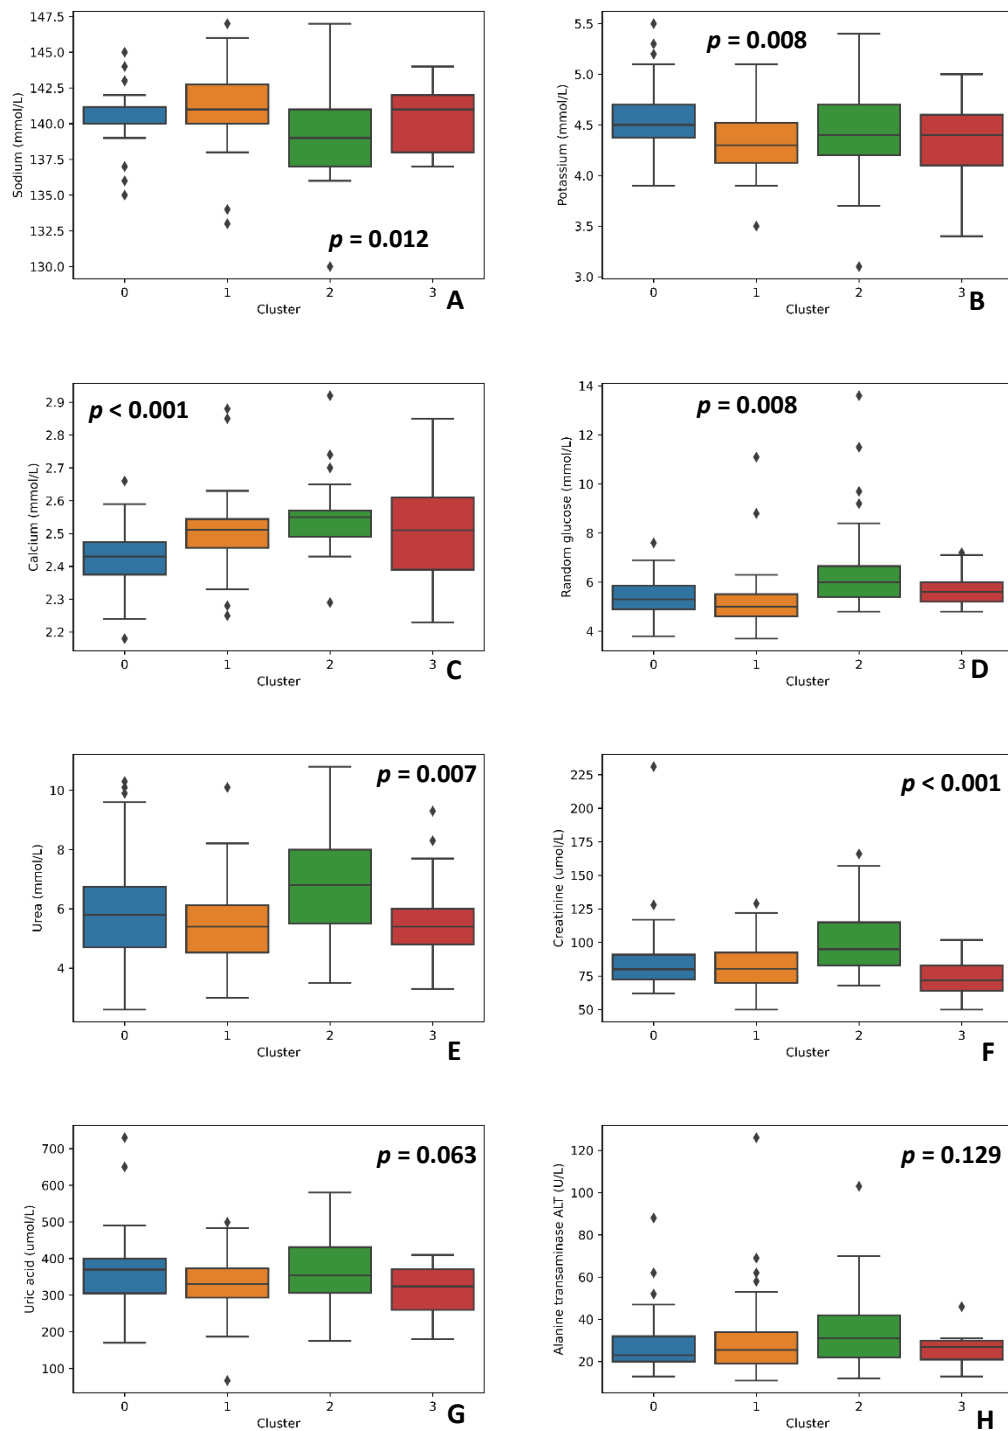 147.5
145.0
142.5
140.0
137.5
135.0
132.5
130.0
Sodium (mmol/L)
p = 0.012
0 1 2 3
Cluster
A
5.5
5.0
4.5
4.0
3.5
3.0
Potassium (mmol/L)
p = 0.008
0 1 2 3
Cluster
B
2.9
2.8
2.7
2.6
2.5
2.4
2.3
2.2
Calcium (mmol/L)
p < 0.001
0 1 2 3
Cluster
C
14
12
10
8
6
4
Random glucose (mmol/L)
p = 0.008
0 1 2 3
Cluster
D
10
8
6
4
Urea (mmol/L)
p = 0.007
0 1 2 3
Cluster
E
225
200
175
150
125
100
75
50
Creatinine (umol/L)
p < 0.001
0 1 2 3
Cluster
F
700
600
500
400
300
200
100
Uric acid (umol/L)
p = 0.063
0 1 2 3
Cluster
G
120
100
80
60
40
20
Alanine transaminase ALT (U/L)
p = 0.129
0 1 2 3
Cluster
H